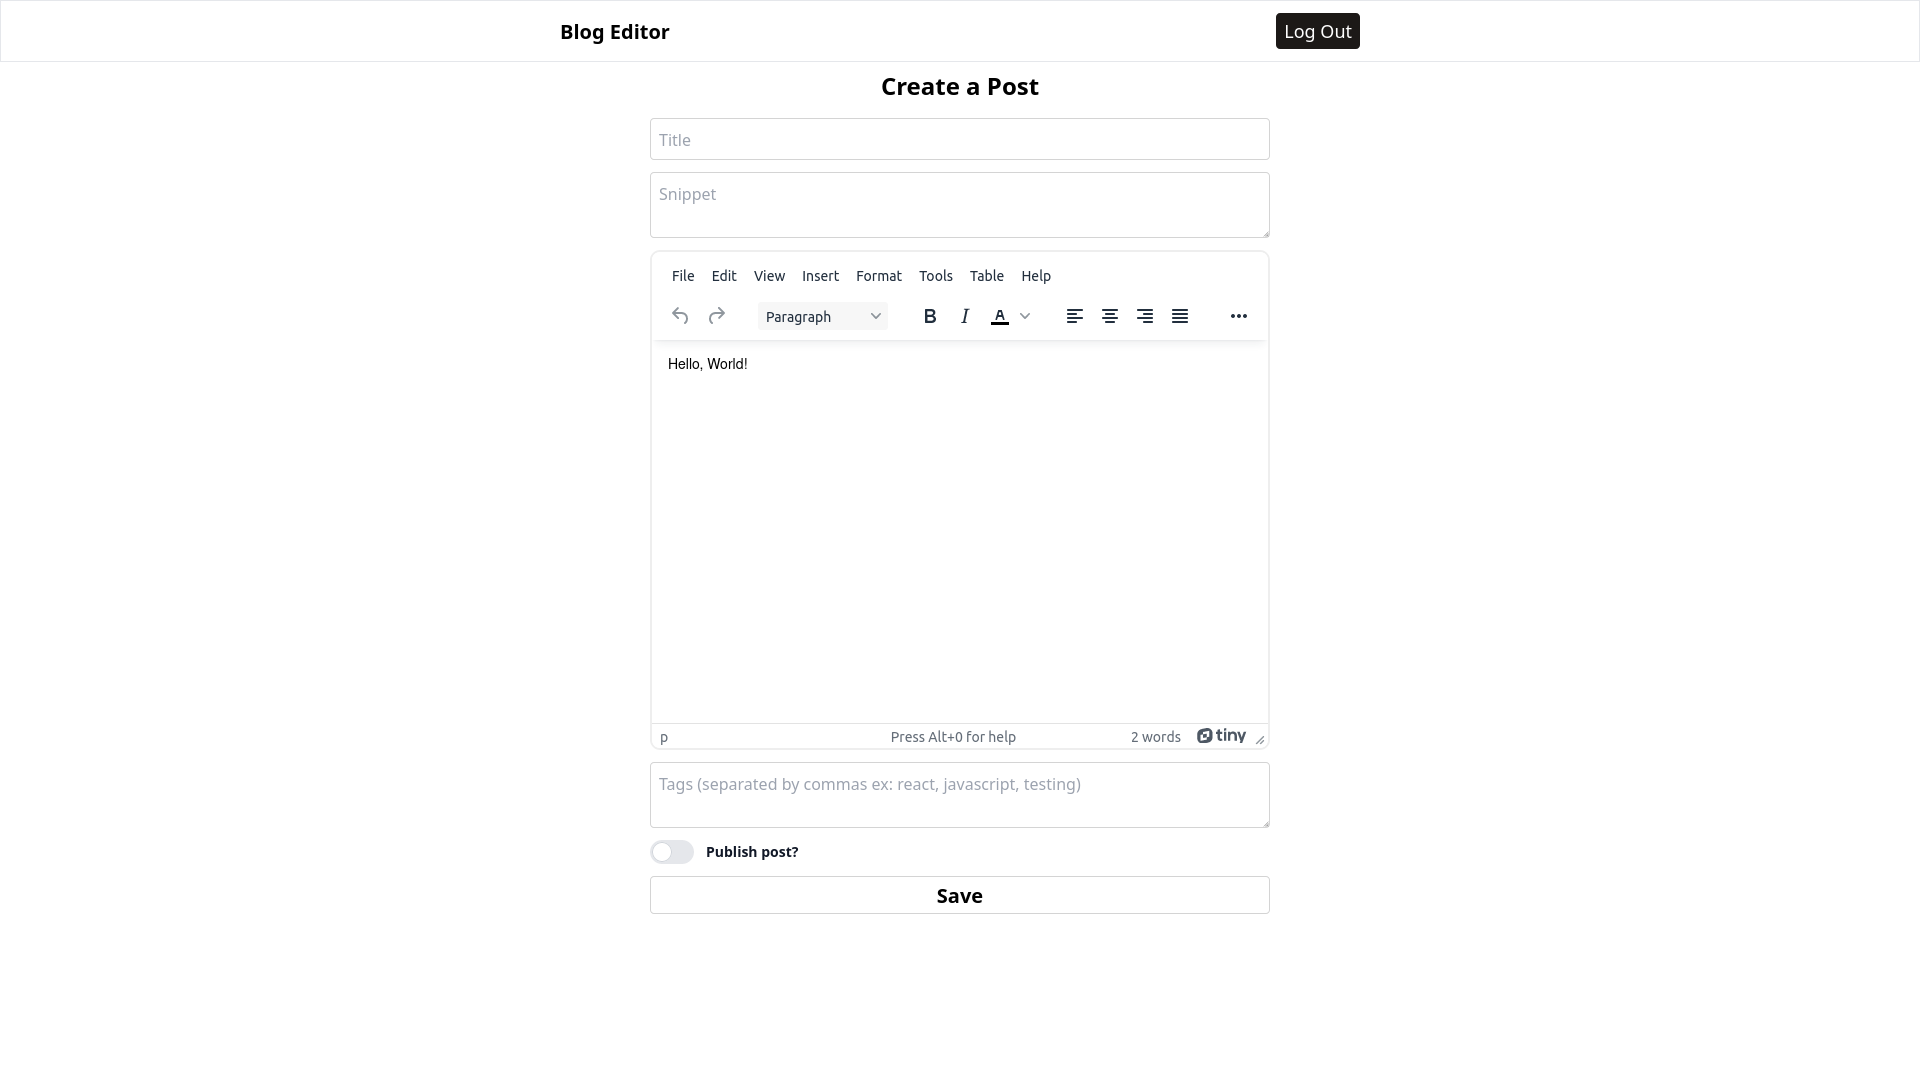 Blog Editor
Log Out
Create a Post
Title
Snippet
File Edit View Insert Format Tools Table Help
Paragraph B I A
Hello, World!
p Press Alt+0 for help 2 words tiny
Tags (separated by commas ex: react, javascript, testing)
Publish post?
Save